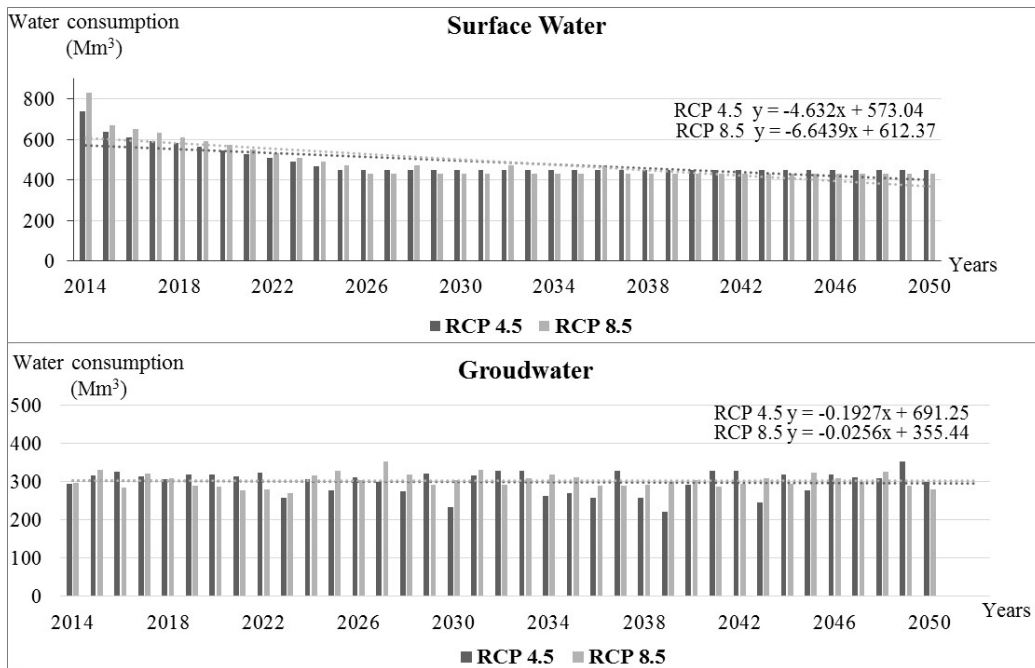 Water consumption
(Mm³)
Surface Water
RCP 4.5 y = -4.632x + 573.04
RCP 8.5 y = -6.6439x + 612.37
800
600
400
200
0
Years
2014 2018 2022 2026 2030 2034 2038 2042 2046 2050
RCP 4.5 RCP 8.5
Water consumption
(Mm³)
Groudwater
RCP 4.5 y = -0.1927x + 691.25
RCP 8.5 y = -0.0256x + 355.44
500
400
300
200
100
0
Years
2014 2018 2022 2026 2030 2034 2038 2042 2046 2050
RCP 4.5 RCP 8.5